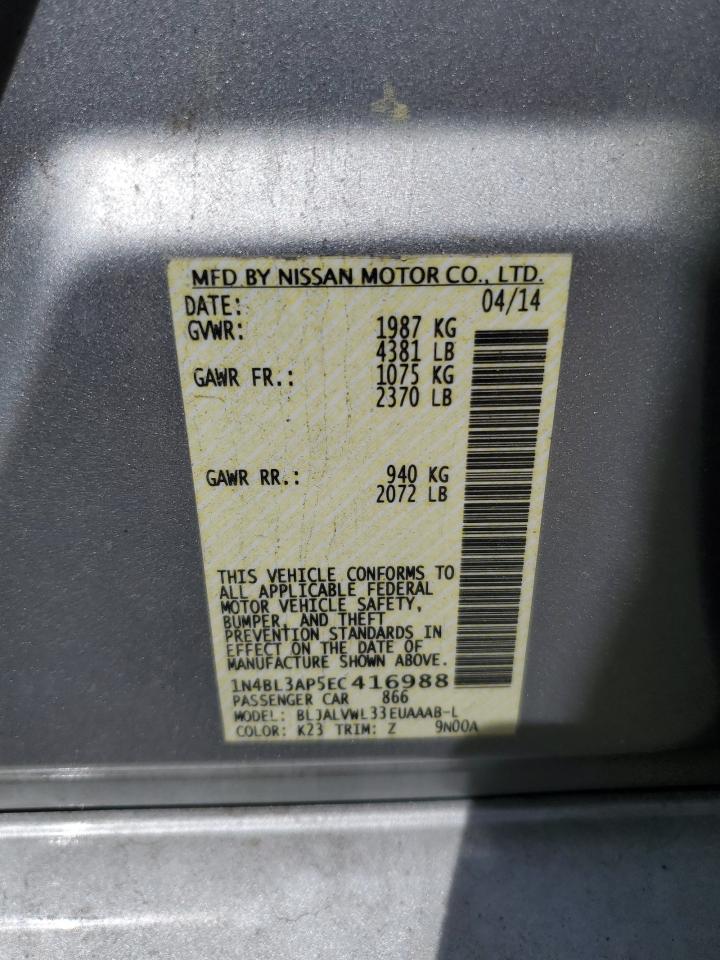 MFD BY NISSAN MOTOR CO., LTD.
DATE: 04/14
GVWR: 1987 KG
4381 LB
GAWR FR.: 1075 KG
2370 LB
GAWR RR.: 940 KG
2072 LB
THIS VEHICLE CONFORMS TO
ALL APPLICABLE FEDERAL
MOTOR VEHICLE SAFETY,
BUMPER, AND THEFT
PREVENTION STANDARDS IN
EFFECT ON THE DATE OF
MANUFACTURE SHOWN ABOVE.
1N4BL3AP5EC416988
PASSENGER CAR 866
MODEL: BLJALVWL33EUAAAB-L
COLOR: K23 TRIM: Z 9N00A